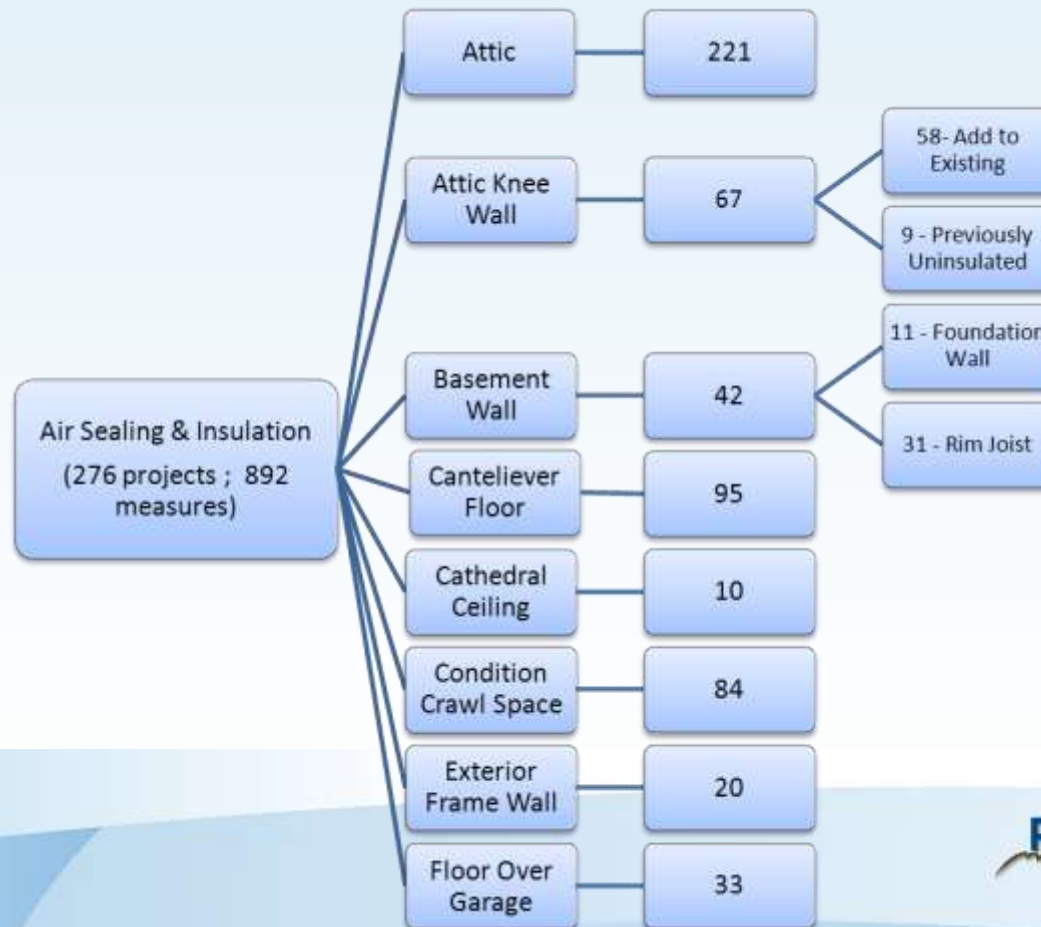 Attic
221
58- Add to
Existing
Attic Knee
Wall
67
9 - Previously
Uninsulated
11 - Foundation
Wall
Basement
Wall
42
31 - Rim Joist
Air Sealing & Insulation
(276 projects ; 892
measures)
Canteliever
Floor
95
Cathedral
Ceiling
10
Condition
Crawl Space
84
Exterior
Frame Wall
20
Floor Over
Garage
33